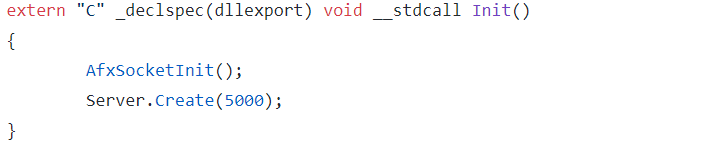 extern "C" _declspec(dllexport) void __stdcall Init()
{
AfxSocketInit();
Server.Create(5000);
}